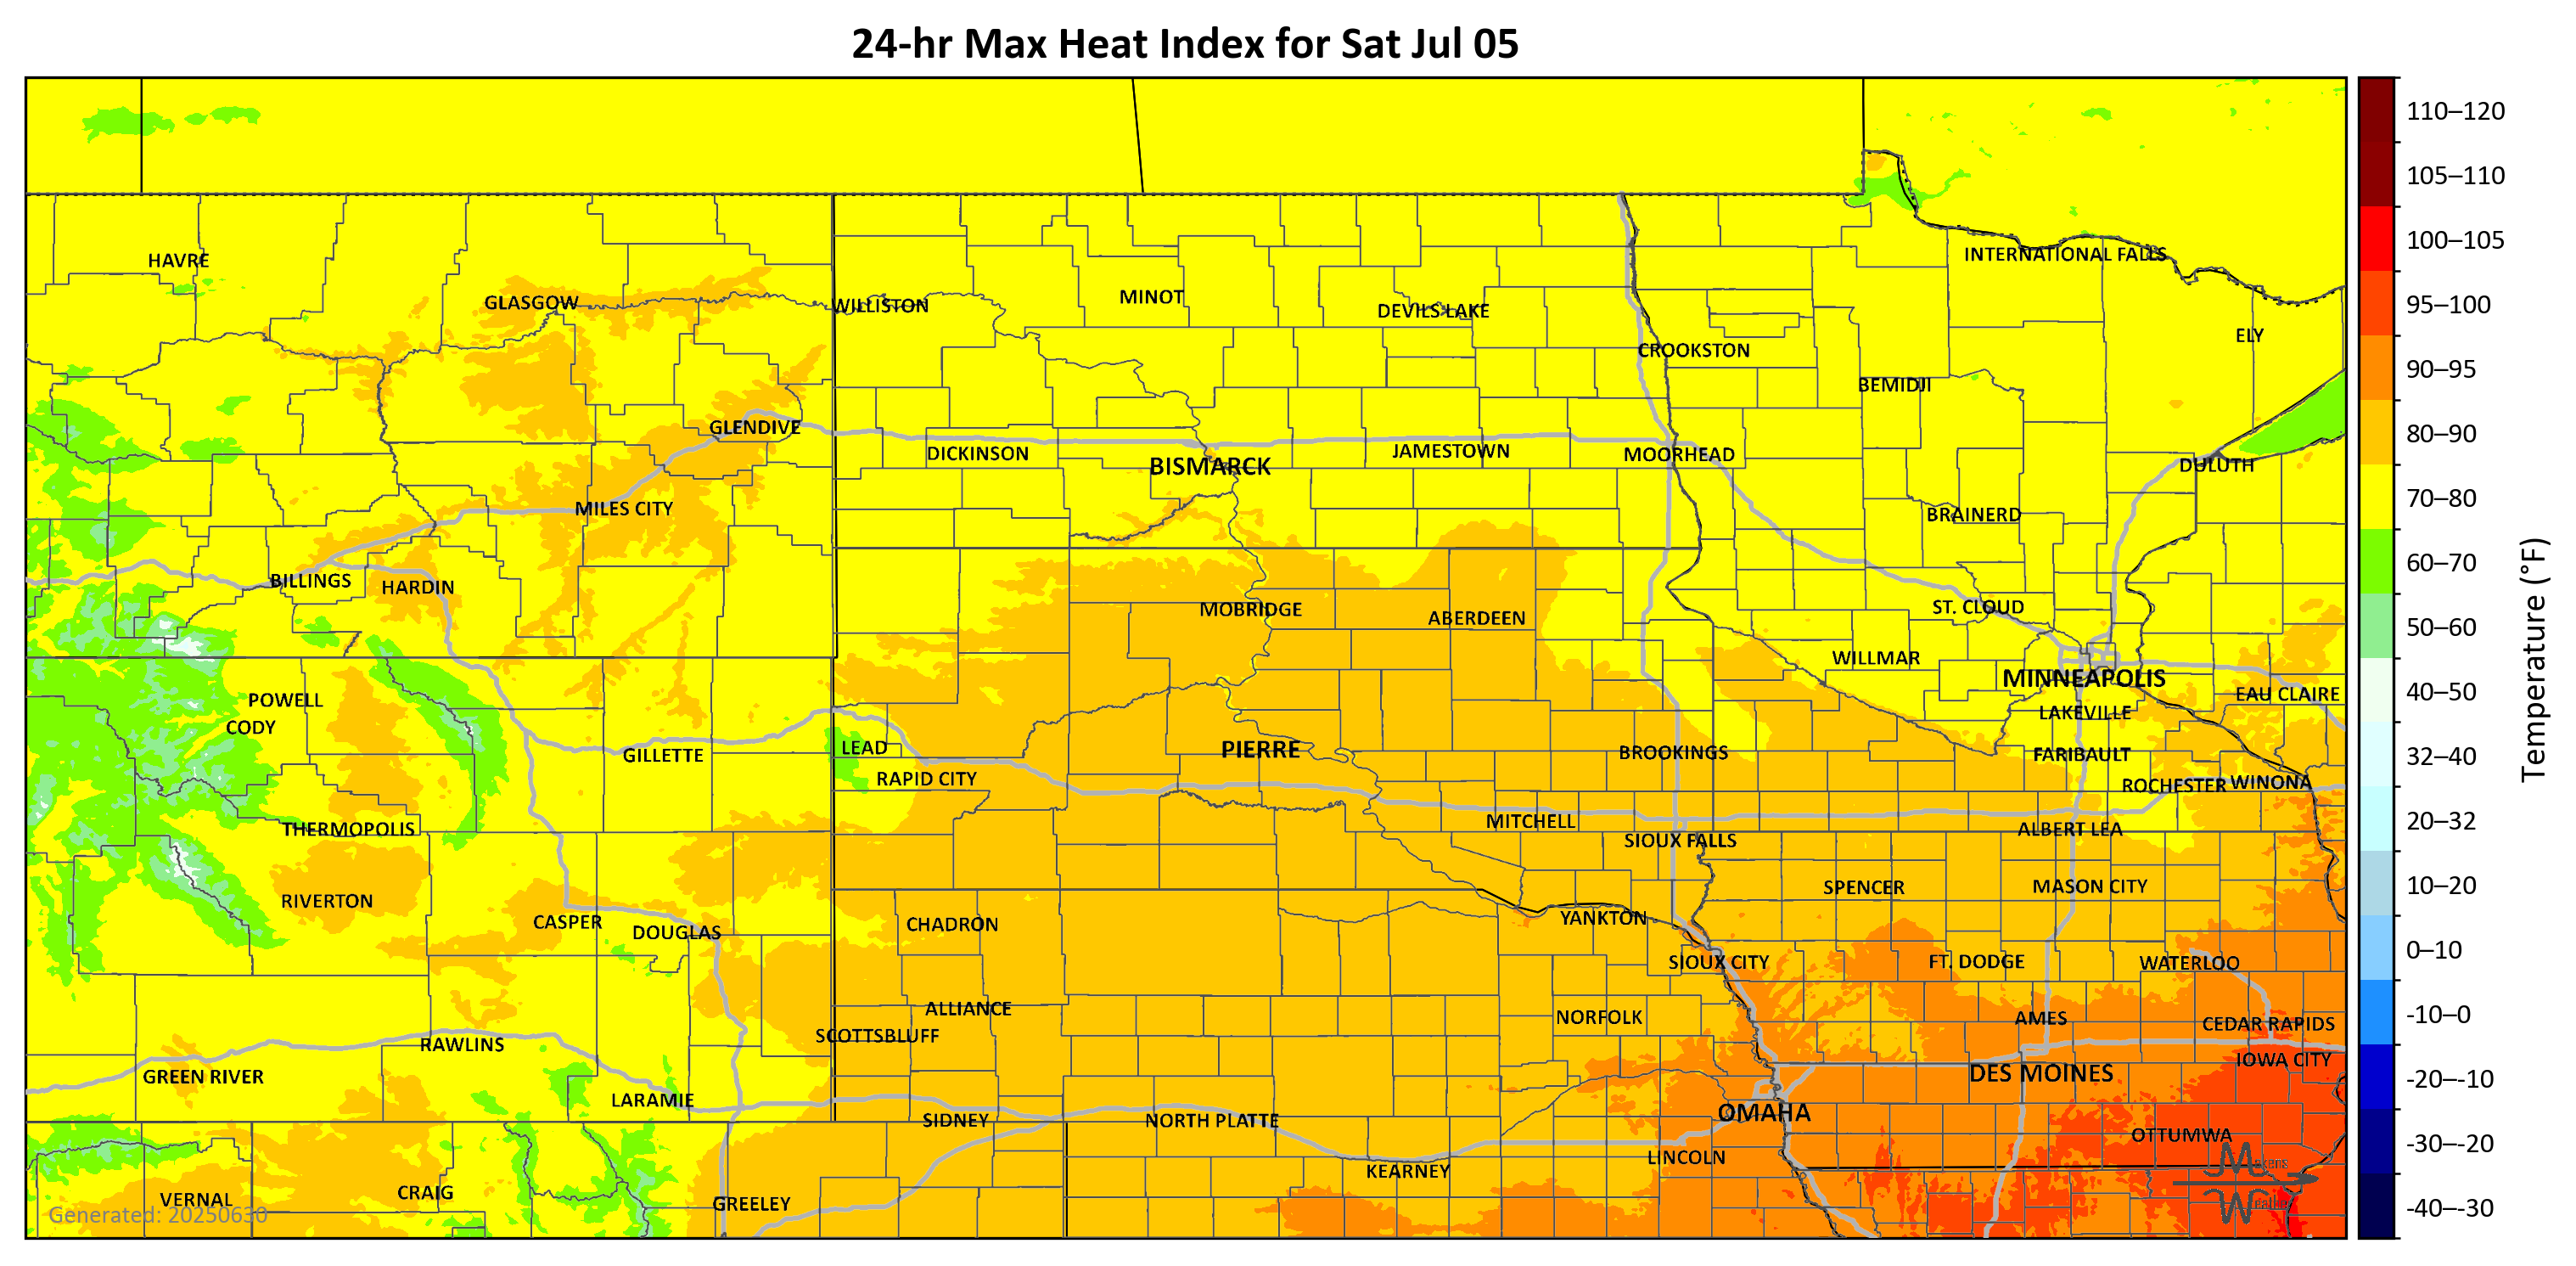 24-hr Max Heat Index for Sat Jul 05
HAVRE
GLASGOW
WILLISTON
MINOT
DEVILS LAKE
INTERNATIONAL FALLS
ELY
CROOKSTON
BEMIDJI
GLENDIVE
DICKINSON
BISMARCK
JAMESTOWN
MOORHEAD
DULUTH
MILES CITY
BRAINERD
BILLINGS
HARDIN
MOBRIDGE
ABERDEEN
ST. CLOUD
WILLMAR
MINNEAPOLIS
EAU CLAIRE
POWELL
CODY
LAKEVILLE
GILLETTE
LEAD
PIERRE
BROOKINGS
FARIBAULT
RAPID CITY
ROCHESTER
WINONA
THERMOPOLIS
MITCHELL
SIOUX FALLS
ALBERT LEA
RIVERTON
SPENCER
MASON CITY
CASPER
DOUGLAS
CHADRON
YANKTON
SIOUX CITY
FT. DODGE
WATERLOO
ALLIANCE
NORFOLK
AMES
CEDAR RAPIDS
SCOTTSBLUFF
RAWLINS
IOWA CITY
GREEN RIVER
DES MOINES
LARAMIE
OMAHA
SIDNEY
NORTH PLATTE
OTTUMWA
LINCOLN
KEARNEY
VERNAL
CRAIG
GREELEY
Generated: 20250630
Makens
Weather
110–120
105–110
100–105
95–100
90–95
80–90
70–80
60–70
50–60
40–50
32–40
20–32
10–20
0–10
-10–0
-20–-10
-30–-20
-40–-30
Temperature (°F)